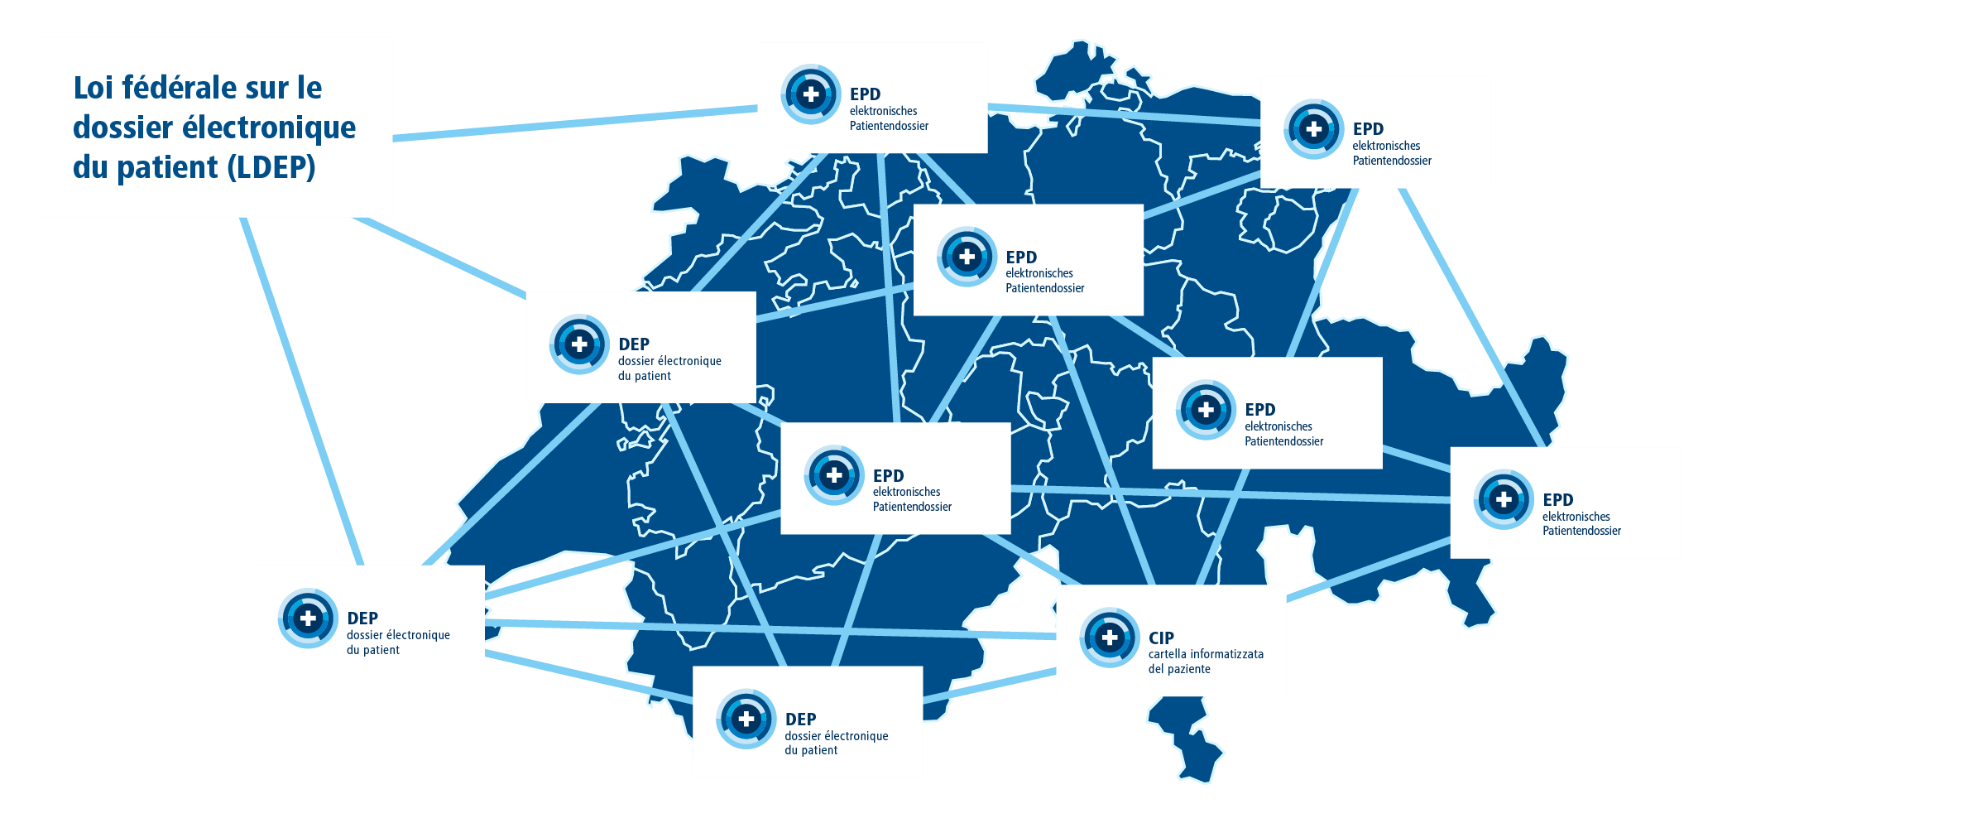 Loi fédérale sur le
dossier électronique
du patient (LDEP)
EPD
elektronisches
Patientendossier
EPD
elektronisches
Patientendossier
EPD
elektronisches
Patientendossier
DEP
dossier électronique
du patient
EPD
elektronisches
Patientendossier
EPD
elektronisches
Patientendossier
EPD
elektronisches
Patientendossier
DEP
dossier électronique
du patient
CIP
cartella informatizzata
del paziente
DEP
dossier électronique
du patient